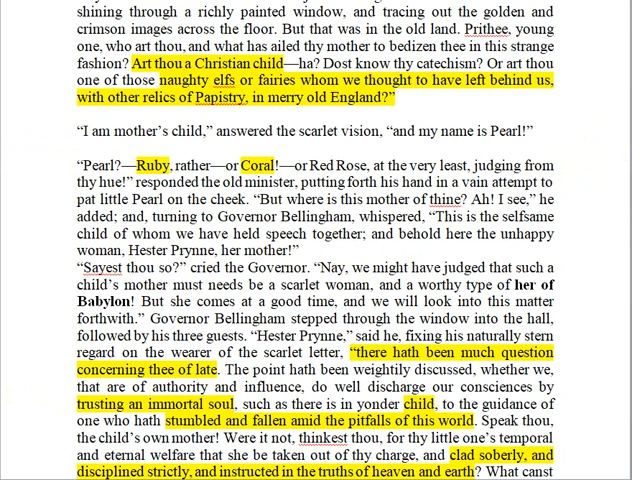 shining through a richly painted window, and tracing out the golden and
crimson images across the floor. But that was in the old land. Prithee, young
one, who art thou, and what has ailed thy mother to bedizen thee in this strange
fashion? Art thou a Christian child—ha? Dost know thy catechism? Or art thou
one of those naughty elfs or fairies whom we thought to have left behind us,
with other relics of Papistry, in merry old England?”
“I am mother’s child,” answered the scarlet vision, “and my name is Pearl!”
“Pearl?—Ruby, rather—or Coral!—or Red Rose, at the very least, judging from
thy hue!” responded the old minister, putting forth his hand in a vain attempt to
pat little Pearl on the cheek. “But where is this mother of thine? Ah! I see,” he
added; and, turning to Governor Bellingham, whispered, “This is the selfsame
child of whom we have held speech together; and behold here the unhappy
woman, Hester Prynne, her mother!”
“Sayest thou so?” cried the Governor. “Nay, we might have judged that such a
child’s mother must needs be a scarlet woman, and a worthy type of her of
Babylon! But she comes at a good time, and we will look into this matter
forthwith.” Governor Bellingham stepped through the window into the hall,
followed by his three guests. “Hester Prynne,” said he, fixing his naturally stern
regard on the wearer of the scarlet letter, “there hath been much question
concerning thee of late. The point hath been weightily discussed, whether we,
that are of authority and influence, do well discharge our consciences by
trusting an immortal soul, such as there is in yonder child, to the guidance of
one who hath stumbled and fallen amid the pitfalls of this world. Speak thou,
the child’s own mother! Were it not, thinkest thou, for thy little one’s temporal
and eternal welfare that she be taken out of thy charge, and clad soberly, and
disciplined strictly, and instructed in the truths of heaven and earth? What canst